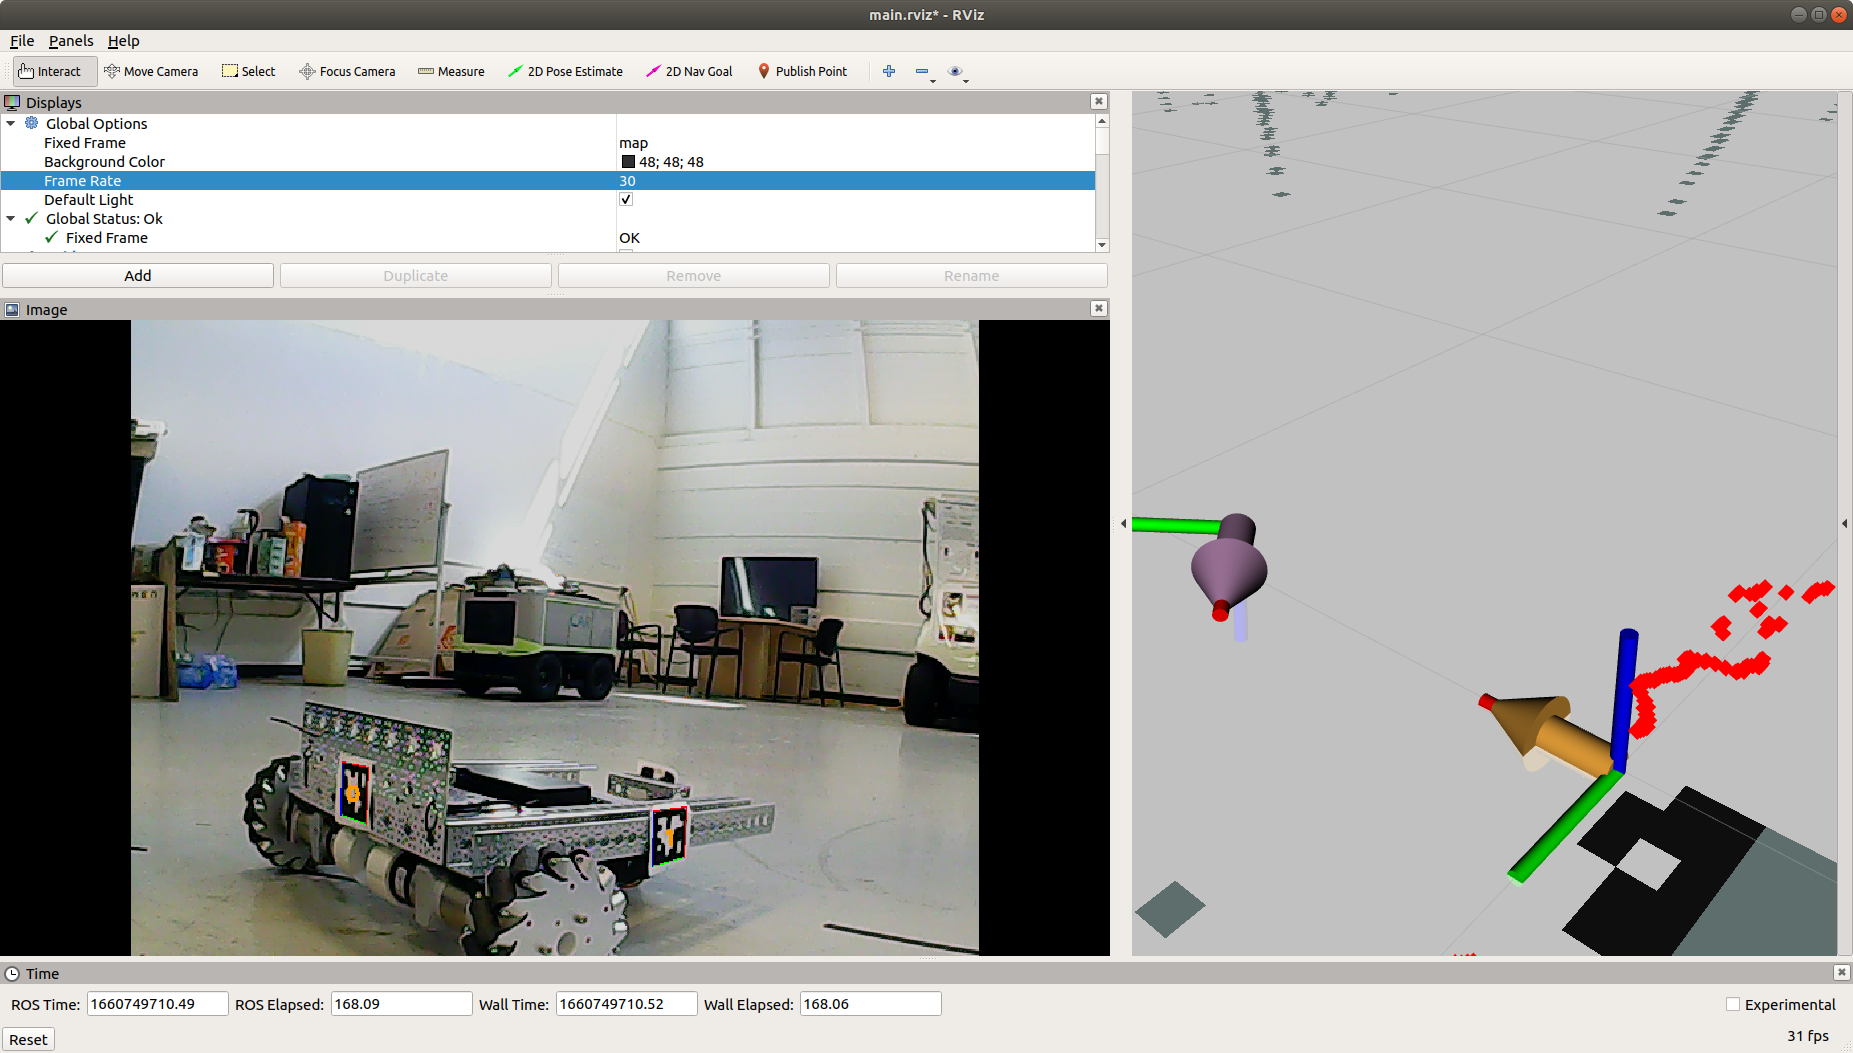 main.rviz* - RViz
File Panels Help
Interact Move Camera Select Focus Camera Measure 2D Pose Estimate 2D Nav Goal Publish Point
Displays
Global Options
Fixed Frame map
Background Color 48; 48; 48
Frame Rate 30
Default Light
Global Status: Ok
Fixed Frame OK
Add Duplicate Remove Rename
Image
Time
ROS Time: 1660749710.49 ROS Elapsed: 168.09 Wall Time: 1660749710.52 Wall Elapsed: 168.06 Experimental
Reset 31 fps